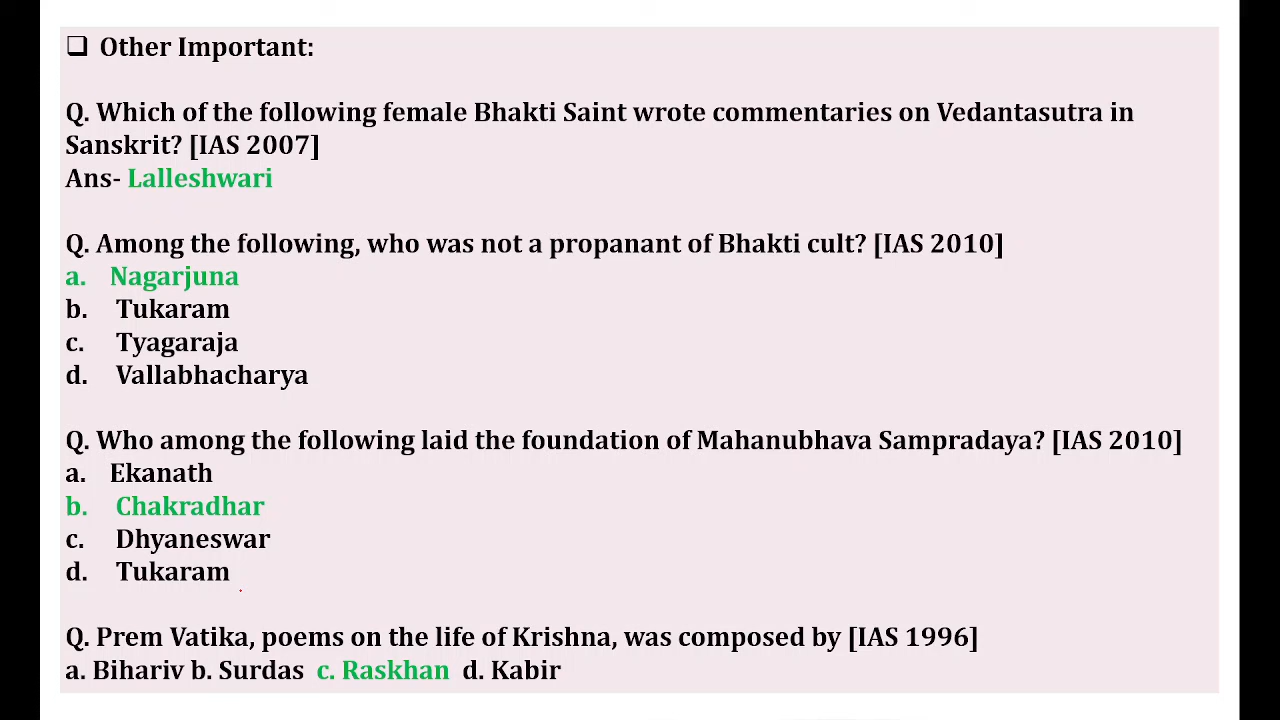 ❑ Other Important:
Q. Which of the following female Bhakti Saint wrote commentaries on Vedantasutra in
Sanskrit? [IAS 2007]
Ans- Lalleshwari
Q. Among the following, who was not a propanant of Bhakti cult? [IAS 2010]
a. Nagarjuna
b. Tukaram
c. Tyagaraja
d. Vallabhacharya
Q. Who among the following laid the foundation of Mahanubhava Sampradaya? [IAS 2010]
a. Ekanath
b. Chakradhar
c. Dhyaneswar
d. Tukaram
Q. Prem Vatika, poems on the life of Krishna, was composed by [IAS 1996]
a. Bihariv b. Surdas c. Raskhan d. Kabir